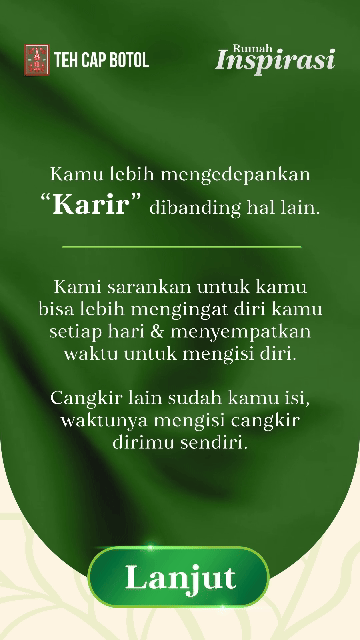 TEH CAP BOTOL
Rumah
Inspirasi
Kamu lebih mengedepankan
“Karir” dibanding hal lain.
Kami sarankan untuk kamu
bisa lebih mengingat diri kamu
setiap hari & menyempatkan
waktu untuk mengisi diri.
Cangkir lain sudah kamu isi,
waktunya mengisi cangkir
dirimu sendiri.
Lanjut